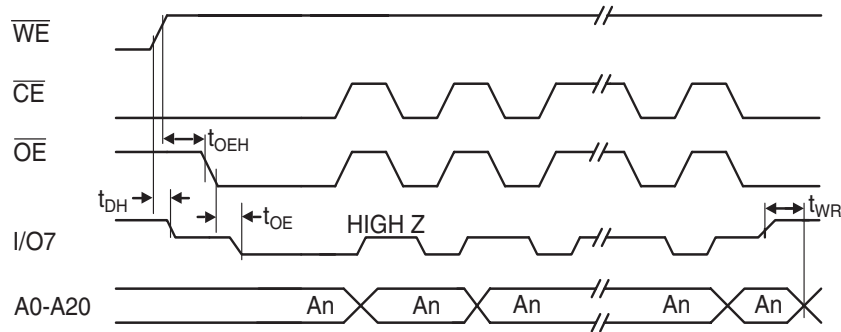 WE
CE
tOEH
OE
tDH
tOE
HIGH Z
tWR
I/O7
A0-A20
An An An An An